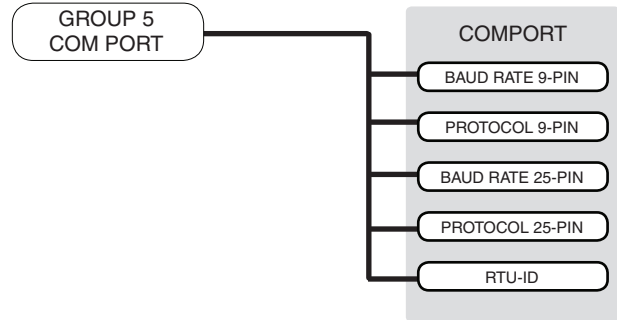 GROUP 5
COM PORT
COMPORT
BAUD RATE 9-PIN
PROTOCOL 9-PIN
BAUD RATE 25-PIN
PROTOCOL 25-PIN
RTU-ID